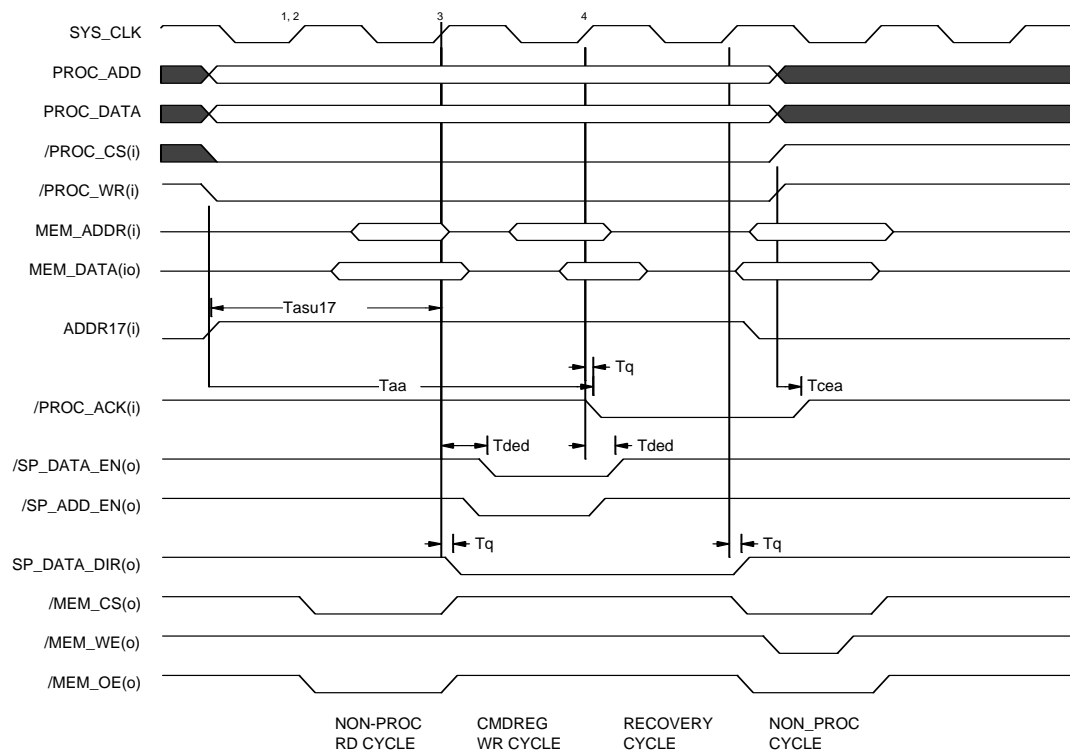 1, 2
3
4
SYS_CLK
PROC_ADD
PROC_DATA
/PROC_CS(i)
/PROC_WR(i)
MEM_ADDR(i)
MEM_DATA(io)
Tasu17
ADDR17(i)
Tq
Taa
Tcea
/PROC_ACK(i)
Tded
Tded
/SP_DATA_EN(o)
/SP_ADD_EN(o)
Tq
Tq
SP_DATA_DIR(o)
/MEM_CS(o)
/MEM_WE(o)
/MEM_OE(o)
NON-PROC
RD CYCLE
CMDREG
WR CYCLE
RECOVERY
CYCLE
NON_PROC
CYCLE